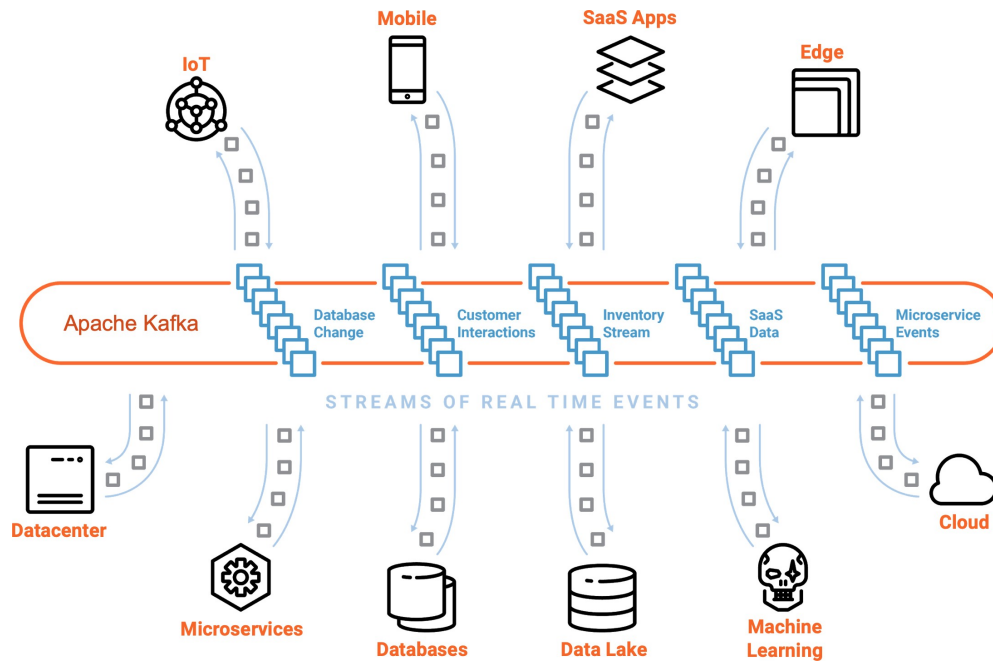 Mobile
SaaS Apps
IoT
Edge
Apache Kafka
Database
Change
Customer
Interactions
Inventory
Stream
SaaS
Data
Microservice
Events
STREAMS OF REAL TIME EVENTS
Datacenter
Cloud
Microservices
Databases
Data Lake
Machine
Learning